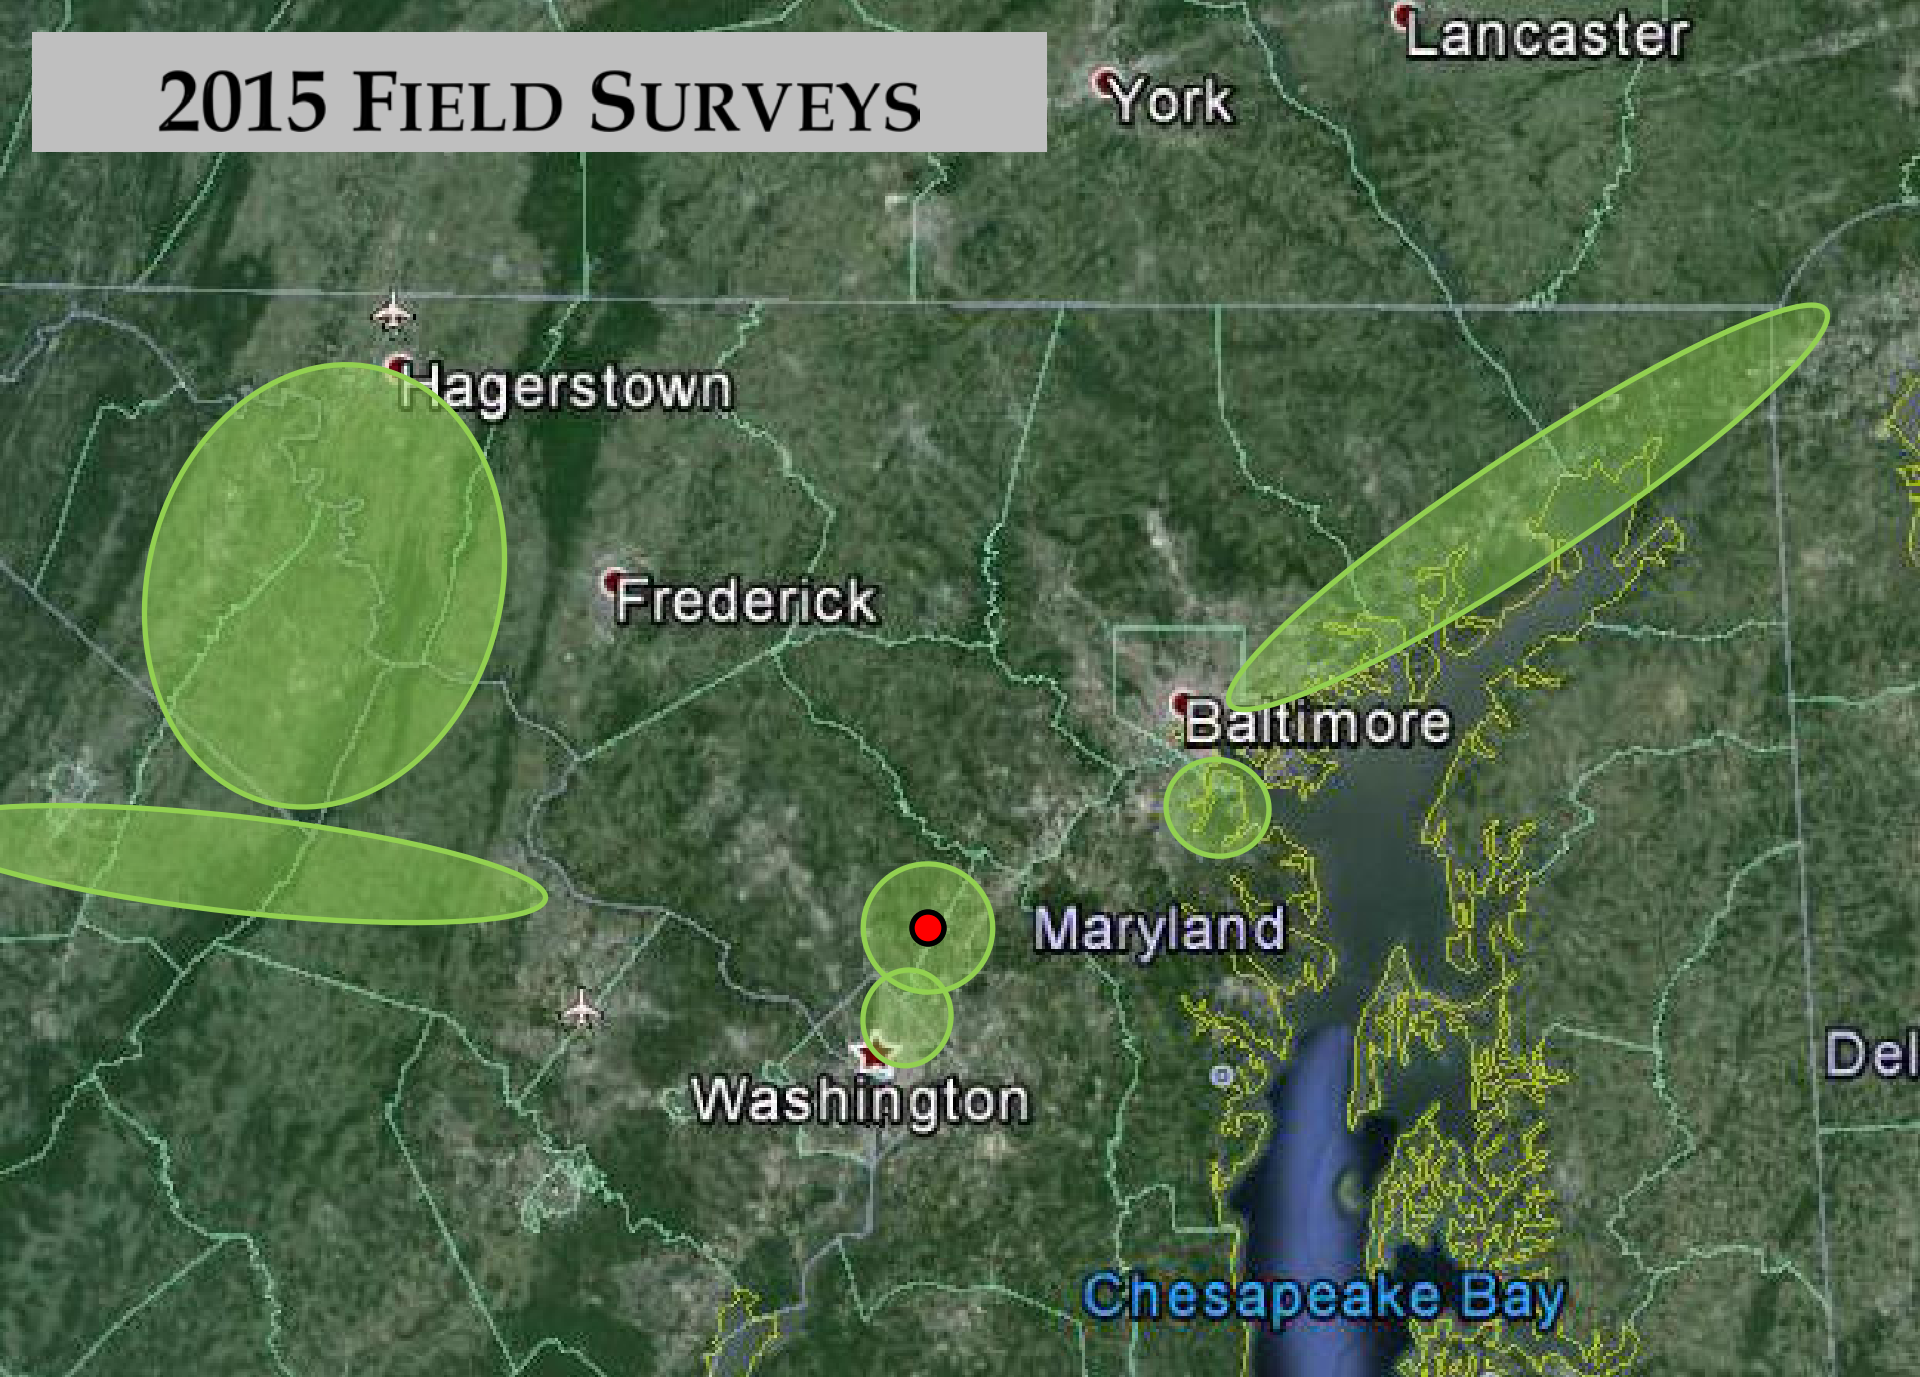 2015 FIELD SURVEYS
Lancaster
York
Hagerstown
Frederick
Baltimore
Maryland
Washington
Del
Chesapeake Bay